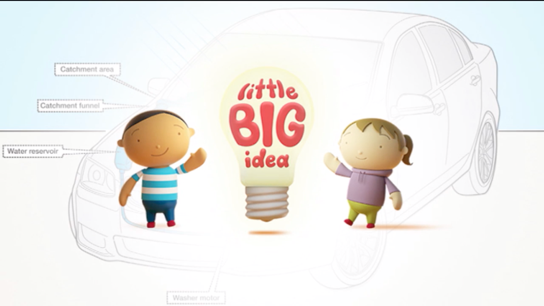 Catchment area
Catchment funnel
Water reservoir
little
BIG
idea
Washer motor